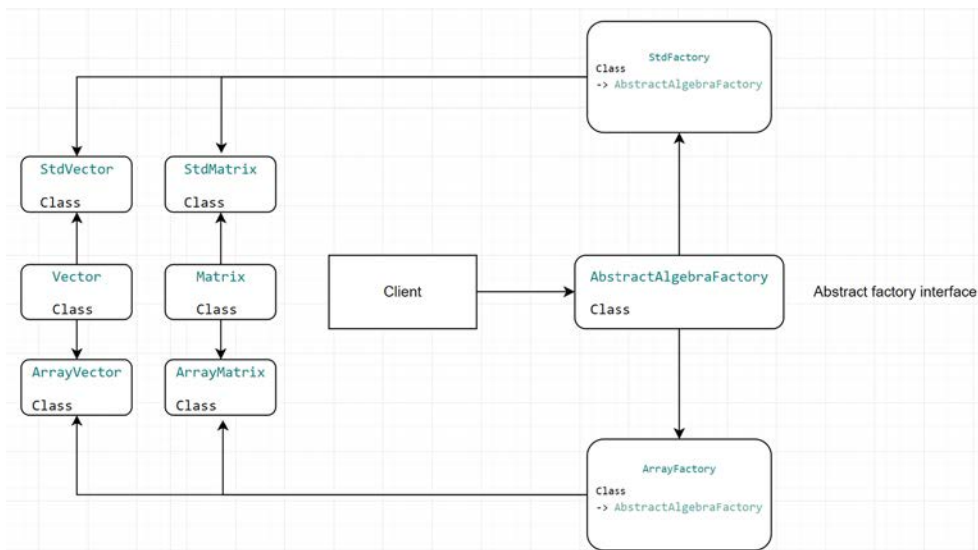 StdFactory
Class
-> AbstractAlgebraFactory
StdVector
Class
StdMatrix
Class
Vector
Class
Matrix
Class
Client
AbstractAlgebraFactory
Class
Abstract factory interface
ArrayVector
Class
ArrayMatrix
Class
ArrayFactory
Class
-> AbstractAlgebraFactory